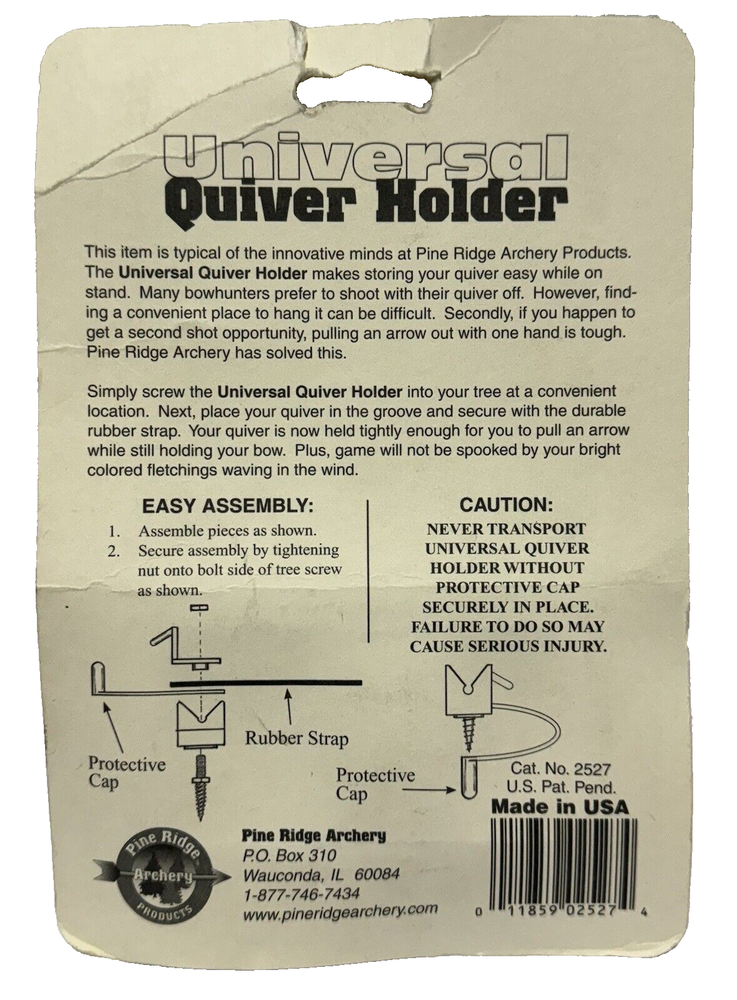 Universal
Quiver Holder
This item is typical of the innovative minds at Pine Ridge Archery Products.
The Universal Quiver Holder makes storing your quiver easy while on
stand. Many bowhunters prefer to shoot with their quiver off. However, find-
ing a convenient place to hang it can be difficult. Secondly, if you happen to
get a second shot opportunity, pulling an arrow out with one hand is tough.
Pine Ridge Archery has solved this.
Simply screw the Universal Quiver Holder into your tree at a convenient
location. Next, place your quiver in the groove and secure with the durable
rubber strap. Your quiver is now held tightly enough for you to pull an arrow
while still holding your bow. Plus, game will not be spooked by your bright
colored fletchings waving in the wind.
EASY ASSEMBLY:
1. Assemble pieces as shown.
2. Secure assembly by tightening
nut onto bolt side of tree screw
as shown.
CAUTION:
NEVER TRANSPORT
UNIVERSAL QUIVER
HOLDER WITHOUT
PROTECTIVE CAP
SECURELY IN PLACE.
FAILURE TO DO SO MAY
CAUSE SERIOUS INJURY.
Rubber Strap
Protective
Cap
Protective
Cap
Cat. No. 2527
U.S. Pat. Pend.
Made in USA
Pine Ridge
Archery
PRODUCTS
Pine Ridge Archery
P.O. Box 310
Wauconda, IL 60084
1-877-746-7434
www.pineridgearchery.com
0 11859 02527 4